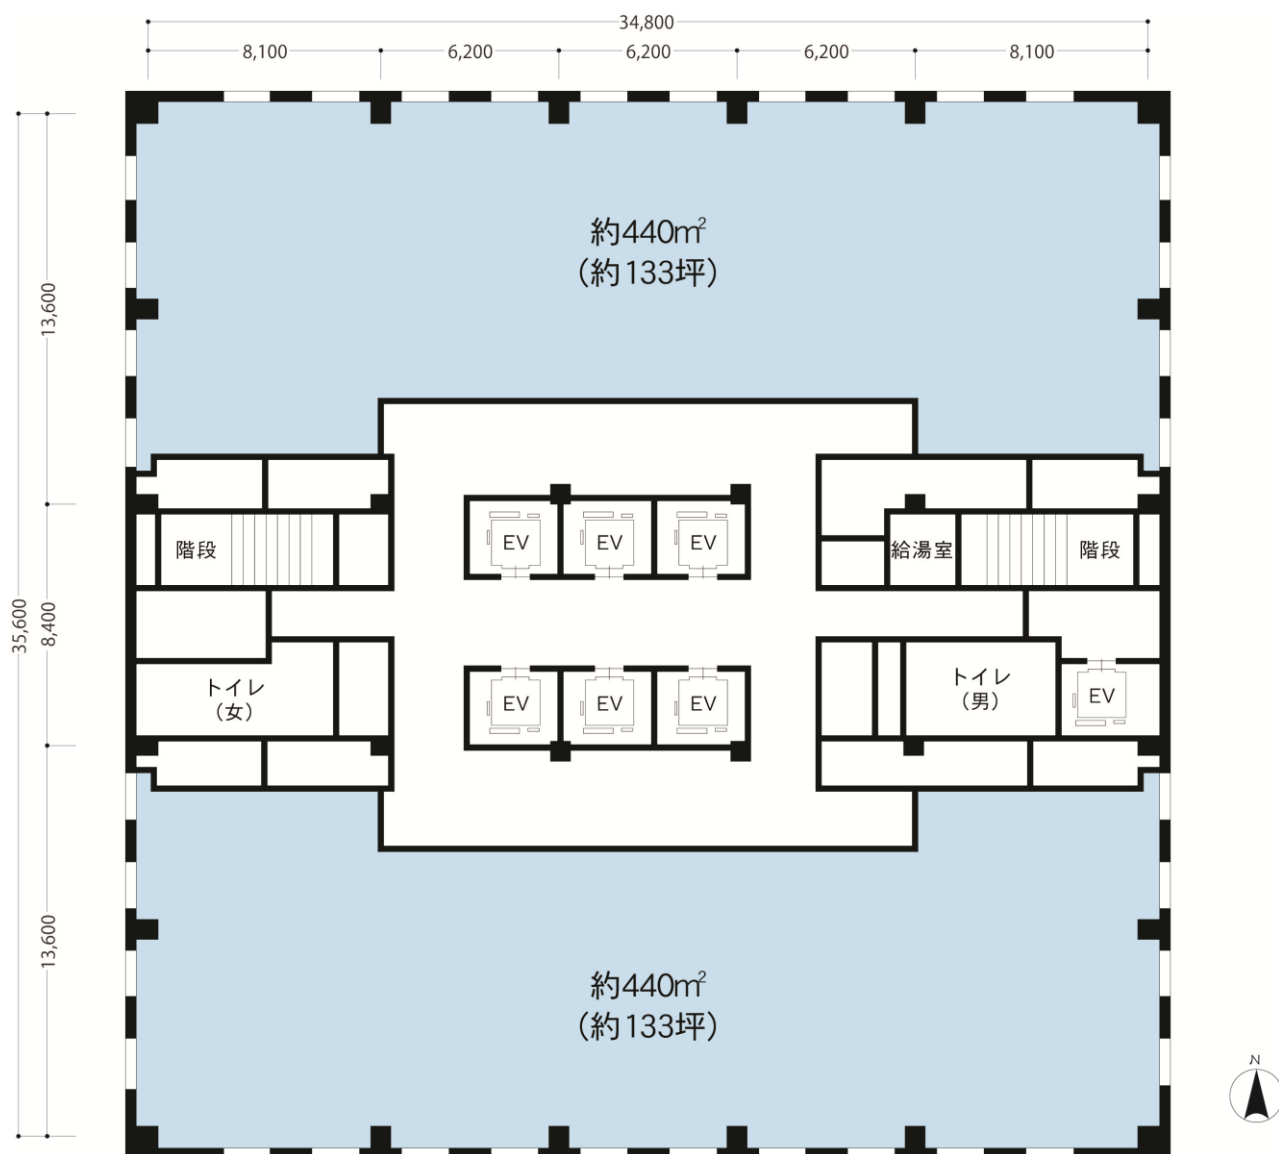 34,800
8,100
6,200
6,200
6,200
8,100
約440㎡
（約133坪）
13,600
EV
EV
EV
階段
給湯室
階段
35,600
8,400
トイレ
（女）
EV
EV
EV
トイレ
（男）
EV
13,600
約440㎡
（約133坪）
N